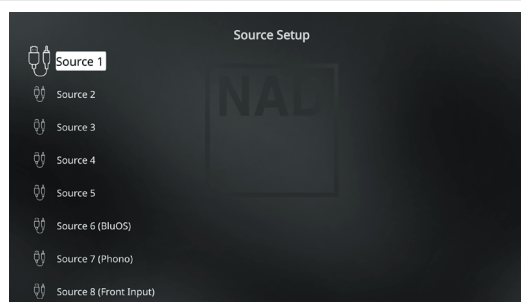 Source Setup
Source 1
Source 2
Source 3
Source 4
Source 5
Source 6 (BluOS)
Source 7 (Phono)
Source 8 (Front Input)
NAD